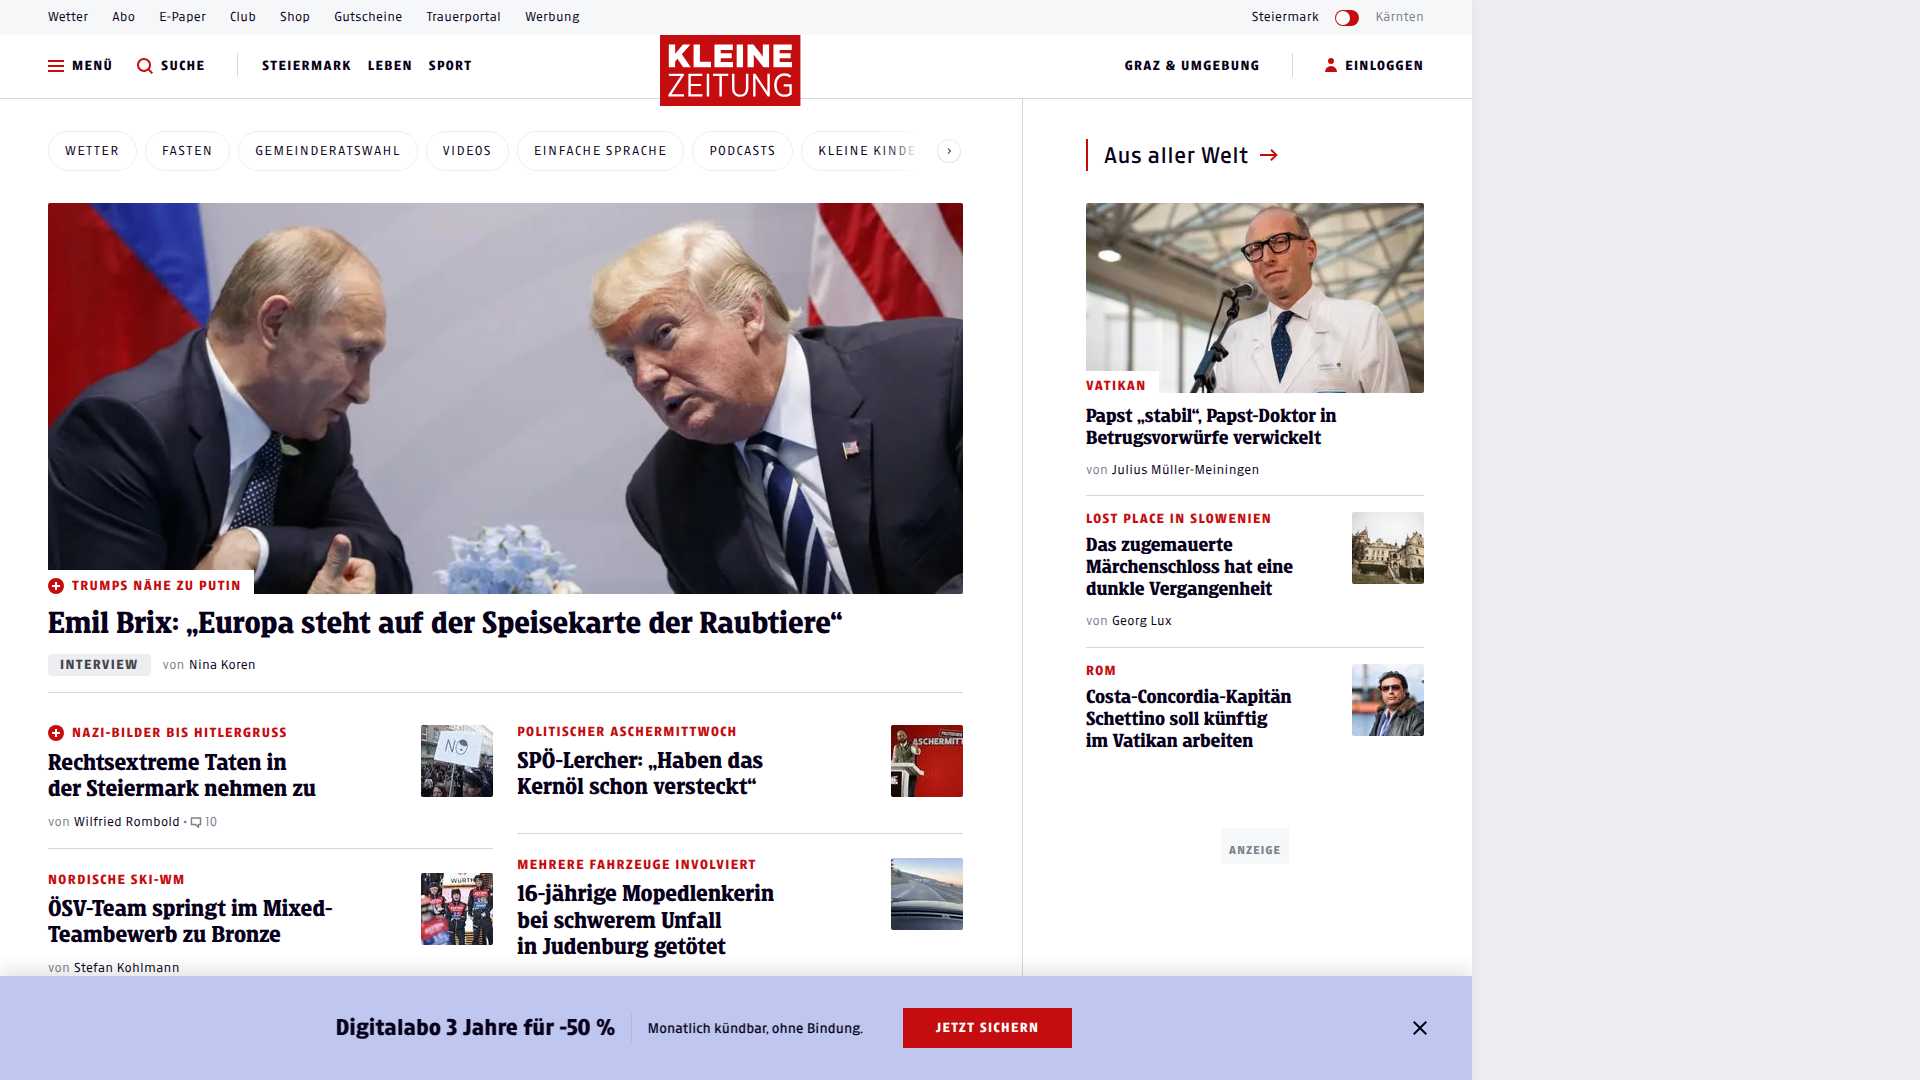 Wetter Abo E-Paper Club Shop Gutscheine Trauerportal Werbung Steiermark Kärnten
MENÜ SUCHE STEIERMARK LEBEN SPORT KLEINE ZEITUNG GRAZ & UMGEBUNG EINLOGGEN
WETTER FASTEN GEMEINDERATSWAHL VIDEOS EINFACHE SPRACHE PODCASTS KLEINE KINDE
TRUMPS NÄHE ZU PUTIN
Emil Brix: „Europa steht auf der Speisekarte der Raubtiere“
INTERVIEW von Nina Koren
NAZI-BILDER BIS HITLERGRUSS
Rechtsextreme Taten in
der Steiermark nehmen zu
von Wilfried Rombold • 10
NORDISCHE SKI-WM
ÖSV-Team springt im Mixed-
Teambewerb zu Bronze
von Stefan Kohlmann
NO
WÜRTH
POLITISCHER ASCHERMITTWOCH
SPÖ-Lercher: „Haben das
Kernöl schon versteckt“
ASCHERMITT
MEHRERE FAHRZEUGE INVOLVIERT
16-jährige Mopedlenkerin
bei schwerem Unfall
in Judenburg getötet
Aus aller Welt
VATIKAN
Papst „stabil“, Papst-Doktor in
Betrugsvorwürfe verwickelt
von Julius Müller-Meiningen
LOST PLACE IN SLOWENIEN
Das zugemauerte
Märchenschloss hat eine
dunkle Vergangenheit
von Georg Lux
ROM
Costa-Concordia-Kapitän
Schettino soll künftig
im Vatikan arbeiten
ANZEIGE
Digitalabo 3 Jahre für -50 % Monatlich kündbar, ohne Bindung. JETZT SICHERN